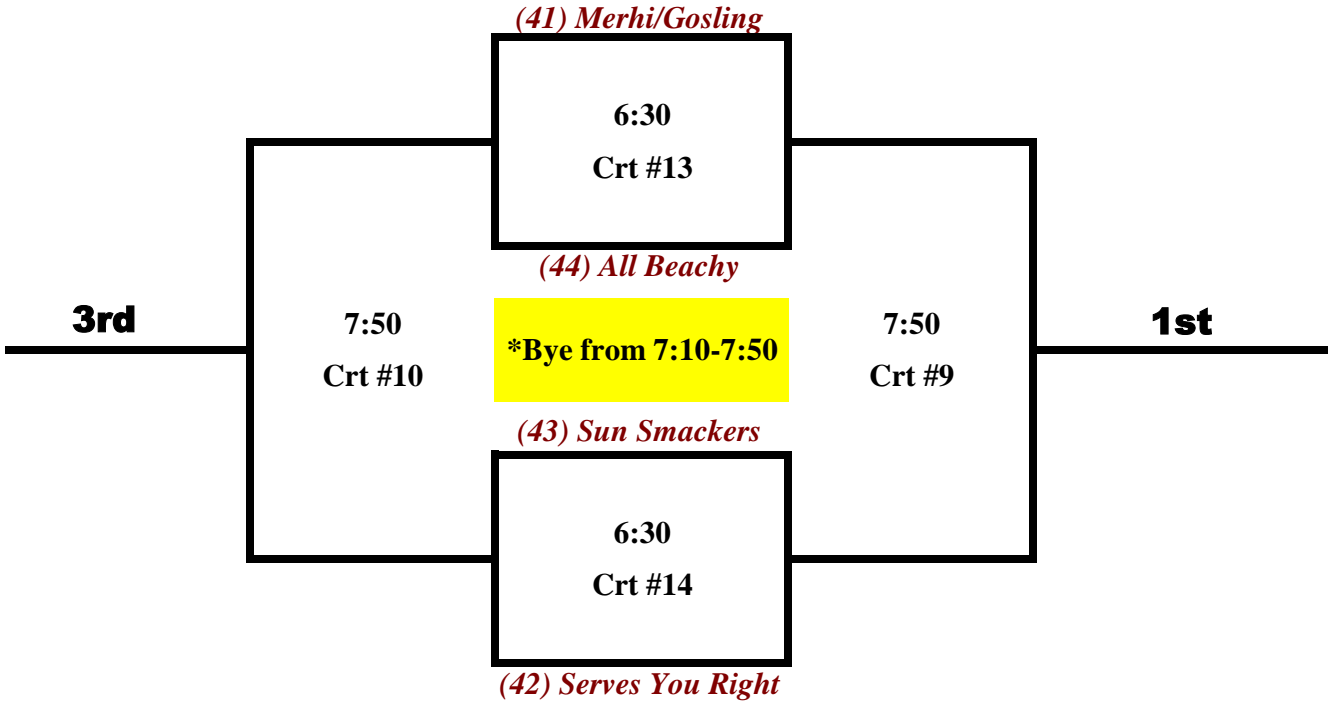 (41) Merhi/Gosling
6:30
Crt #13
(44) All Beachy
3rd
7:50
Crt #10
*Bye from 7:10-7:50
7:50
Crt #9
1st
(43) Sun Smackers
6:30
Crt #14
(42) Serves You Right